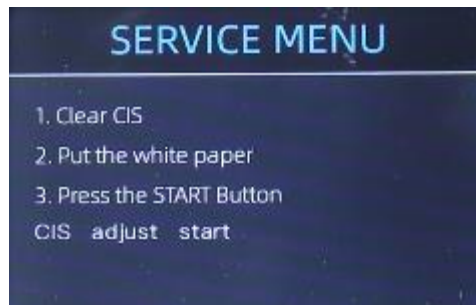 SERVICE MENU
1. Clear CIS
2. Put the white paper
3. Press the START Button
CIS adjust start